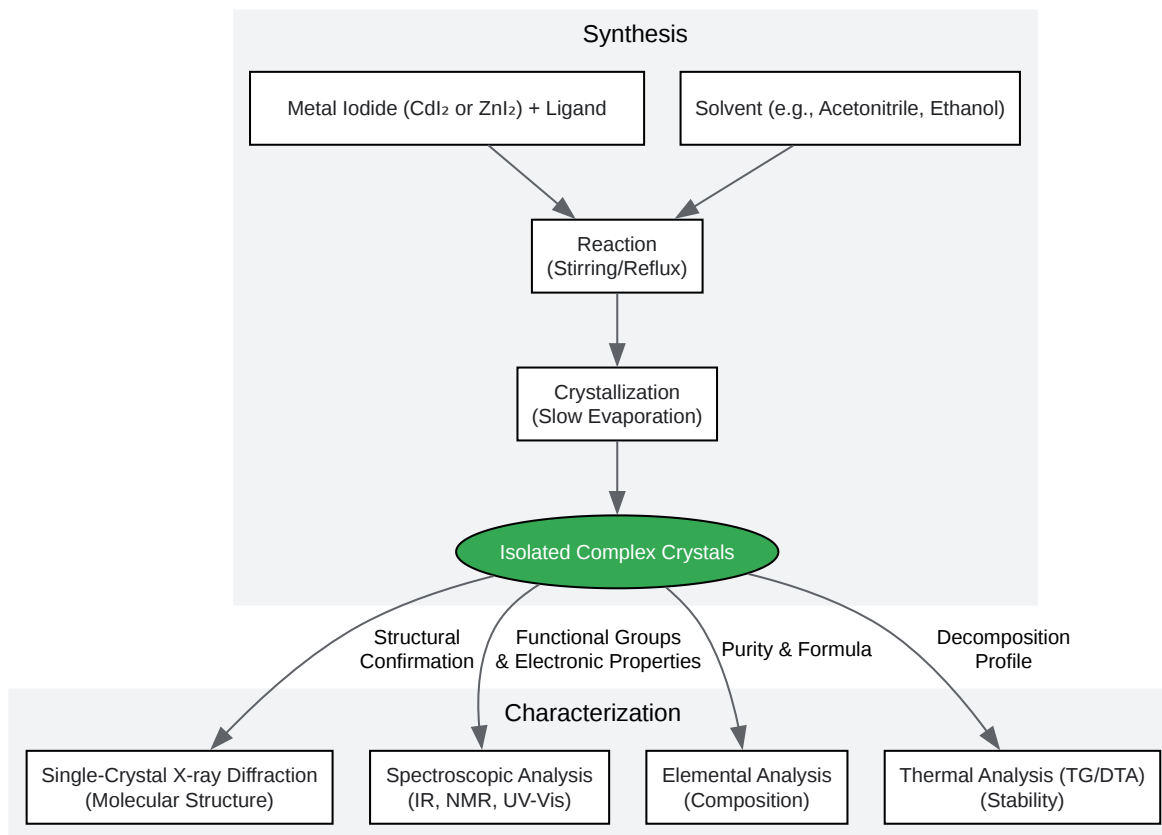 Synthesis
Metal Iodide (CdI₂ or ZnI₂) + Ligand
Solvent (e.g., Acetonitrile, Ethanol)
Reaction
(Stirring/Reflux)
Crystallization
(Slow Evaporation)
Isolated Complex Crystals
Structural
Confirmation
Functional Groups
& Electronic Properties
Purity & Formula
Decomposition
Profile
Characterization
Single-Crystal X-ray Diffraction
(Molecular Structure)
Spectroscopic Analysis
(IR, NMR, UV-Vis)
Elemental Analysis
(Composition)
Thermal Analysis (TG/DTA)
(Stability)